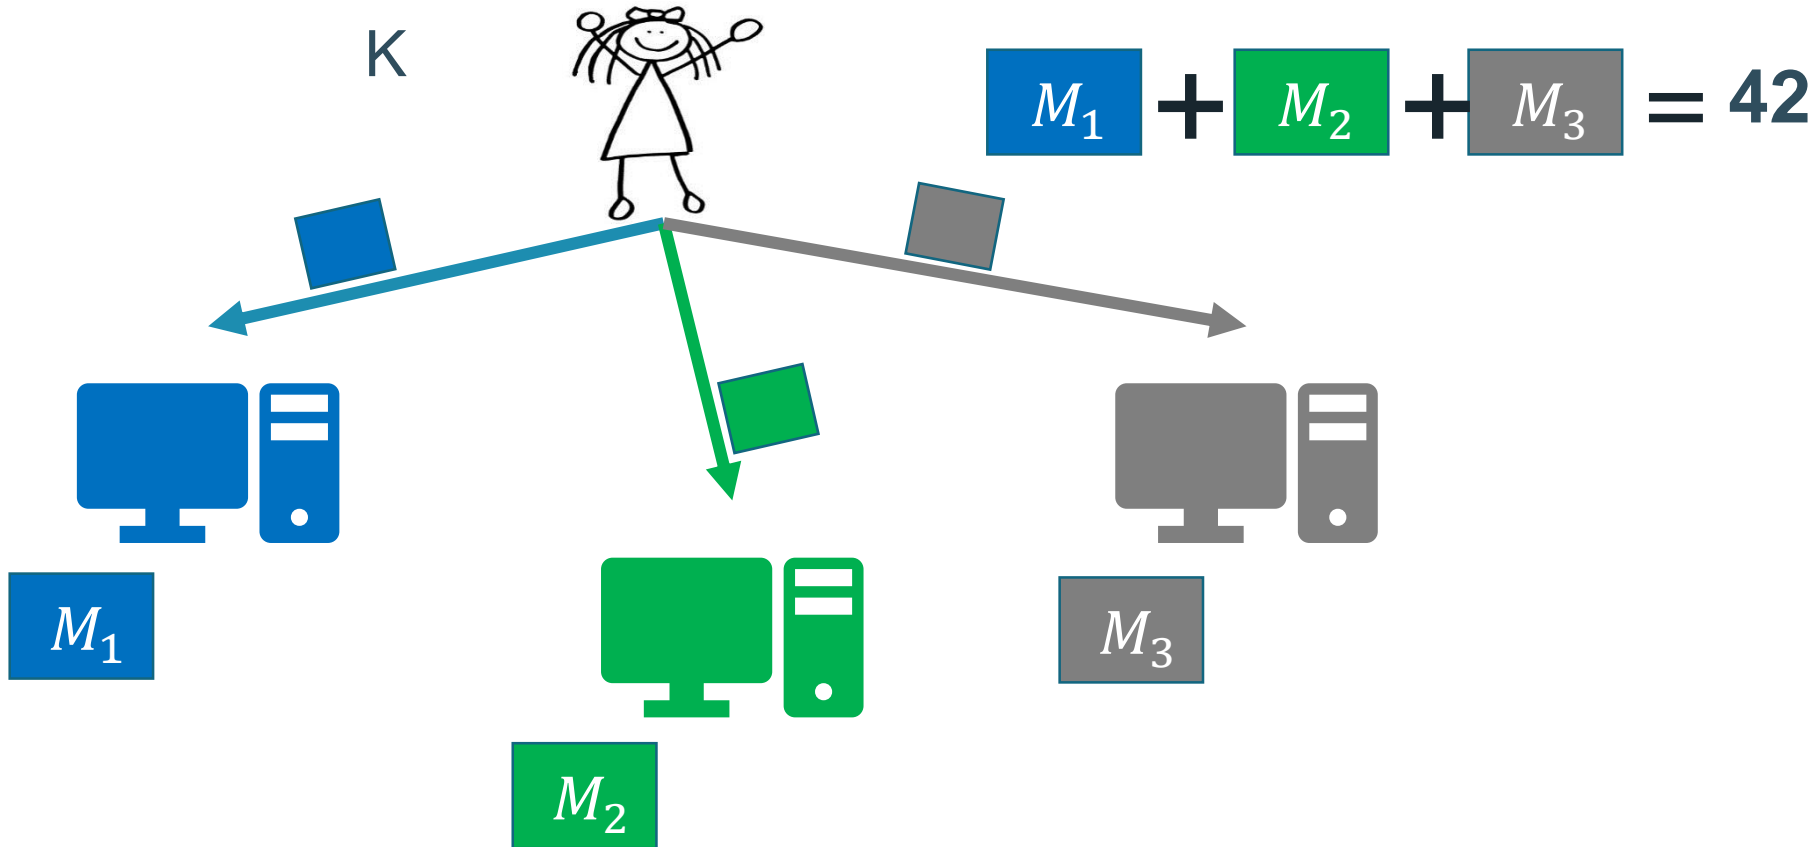 K
M₁ + M₂ + M₃ = 42
M₁
M₂
M₃